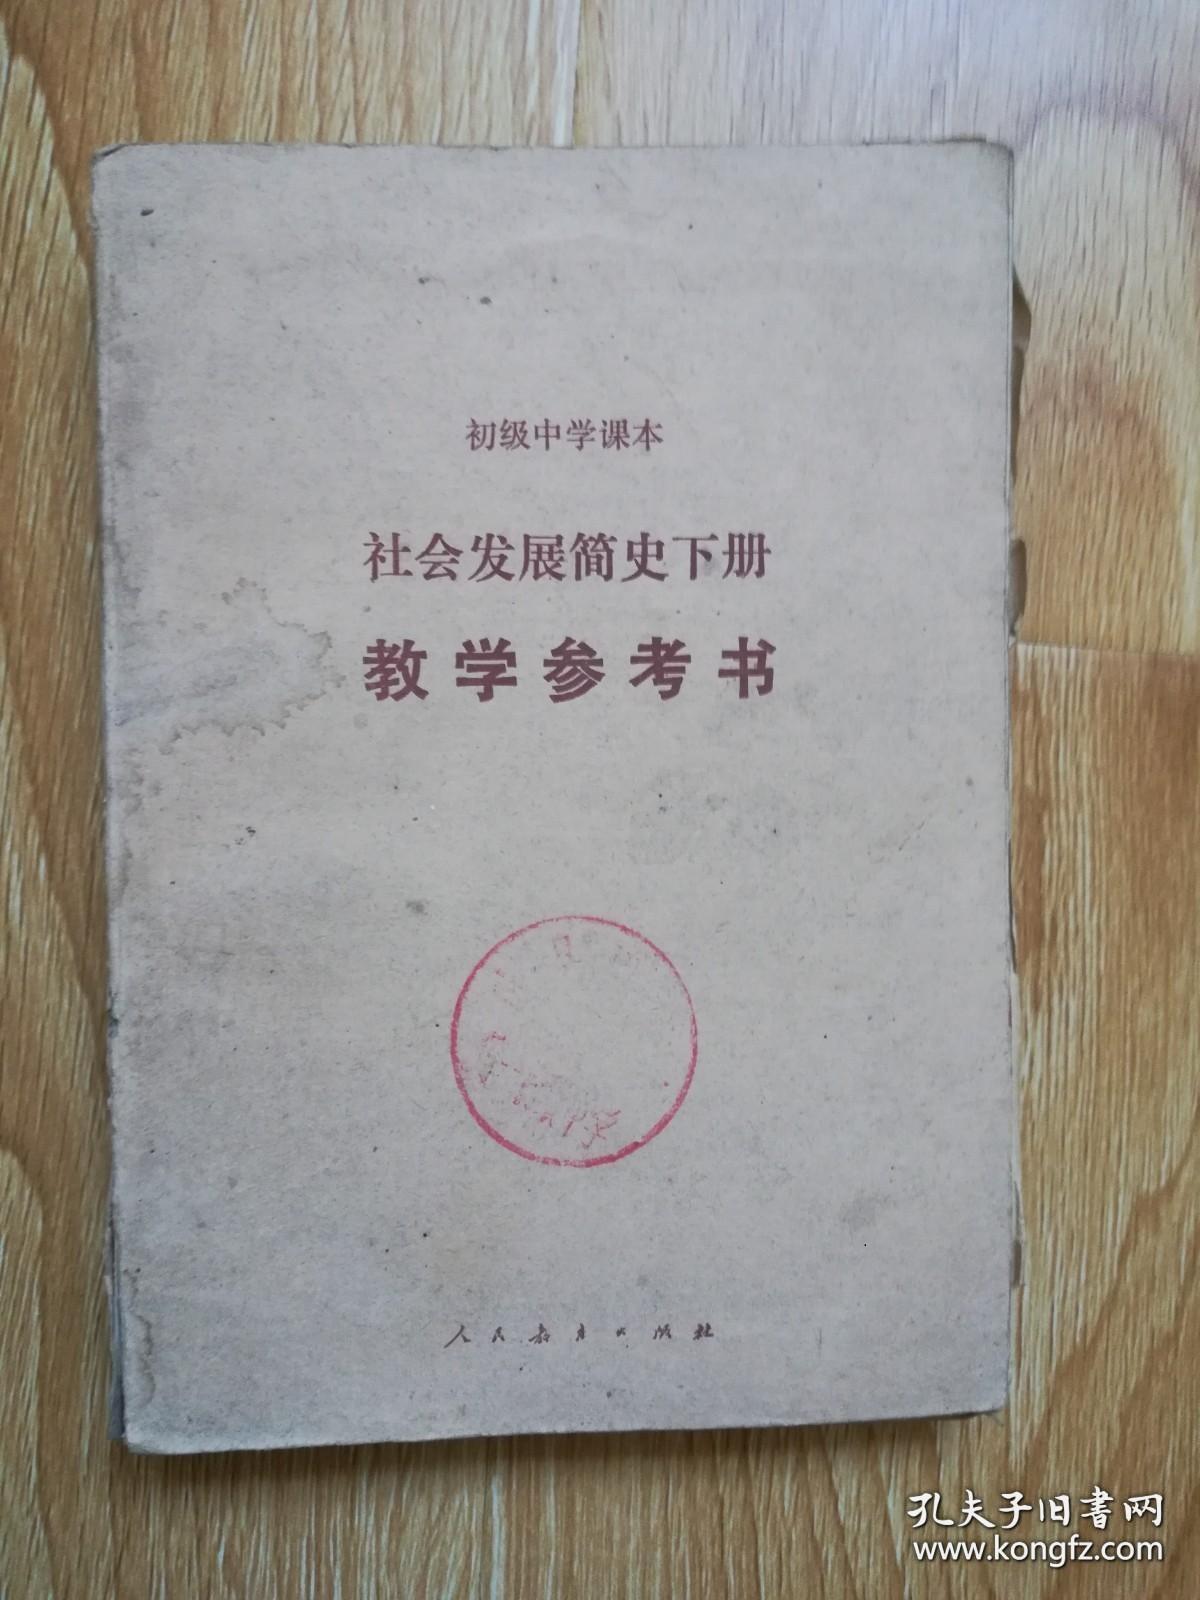 初级中学课本
社会发展简史下册
教学参考书
人民教育出版社
孔夫子旧书网
www.kongfz.com